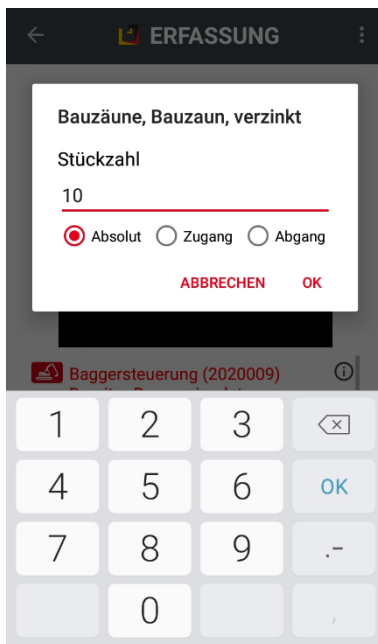 ERFASSUNG
Bauzäune, Bauzaun, verzinkt
Stückzahl
10
Absolut Zugang Abgang
ABBRECHEN OK
Baggersteuerung (2020009)
1 2 3
4 5 6 OK
7 8 9 .-
0 ,